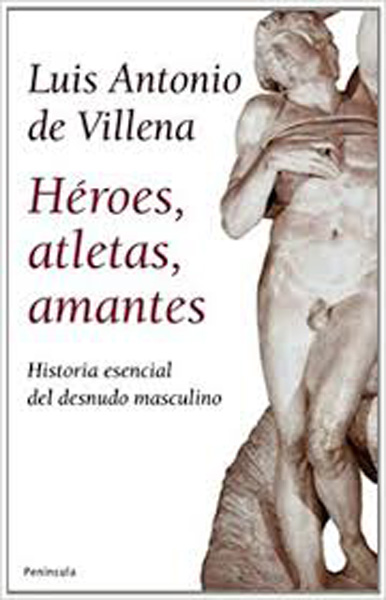 Luis Antonio
de Villena
Héroes,
atletas,
amantes
Historia esencial
del desnudo masculino
Península